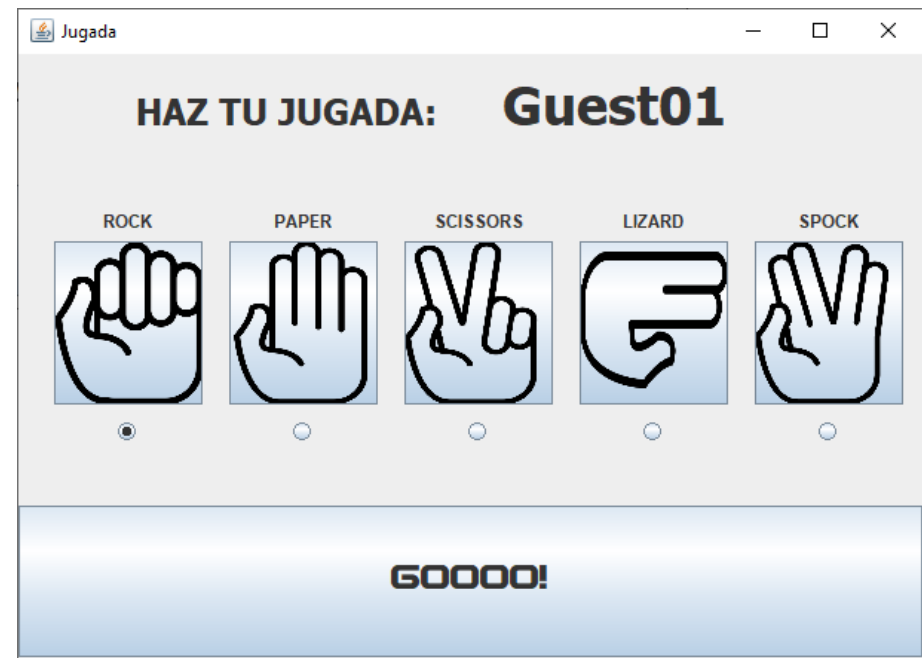 Jugada
HAZ TU JUGADA: Guest01
ROCK PAPER SCISSORS LIZARD SPOCK
GOOOO!